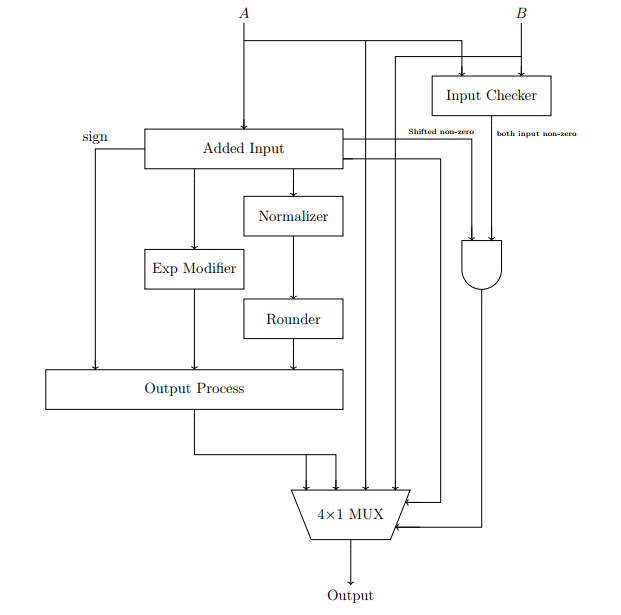 A
B
Input Checker
Shifted non-zero
both input non-zero
sign
Added Input
Normalizer
Exp Modifier
Rounder
Output Process
4×1 MUX
Output